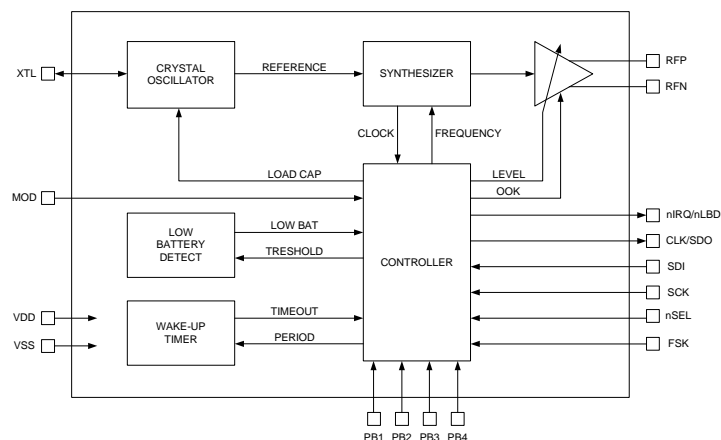 XTL
CRYSTAL
OSCILLATOR
REFERENCE
SYNTHESIZER
RFP
RFN
CLOCK
FREQUENCY
LOAD CAP
LEVEL
MOD
OOK
LOW
BATTERY
DETECT
LOW BAT
TRESHOLD
CONTROLLER
nIRQ/nLBD
CLK/SDO
SDI
SCK
nSEL
FSK
VDD
VSS
WAKE-UP
TIMER
TIMEOUT
PERIOD
PB1 PB2 PB3 PB4